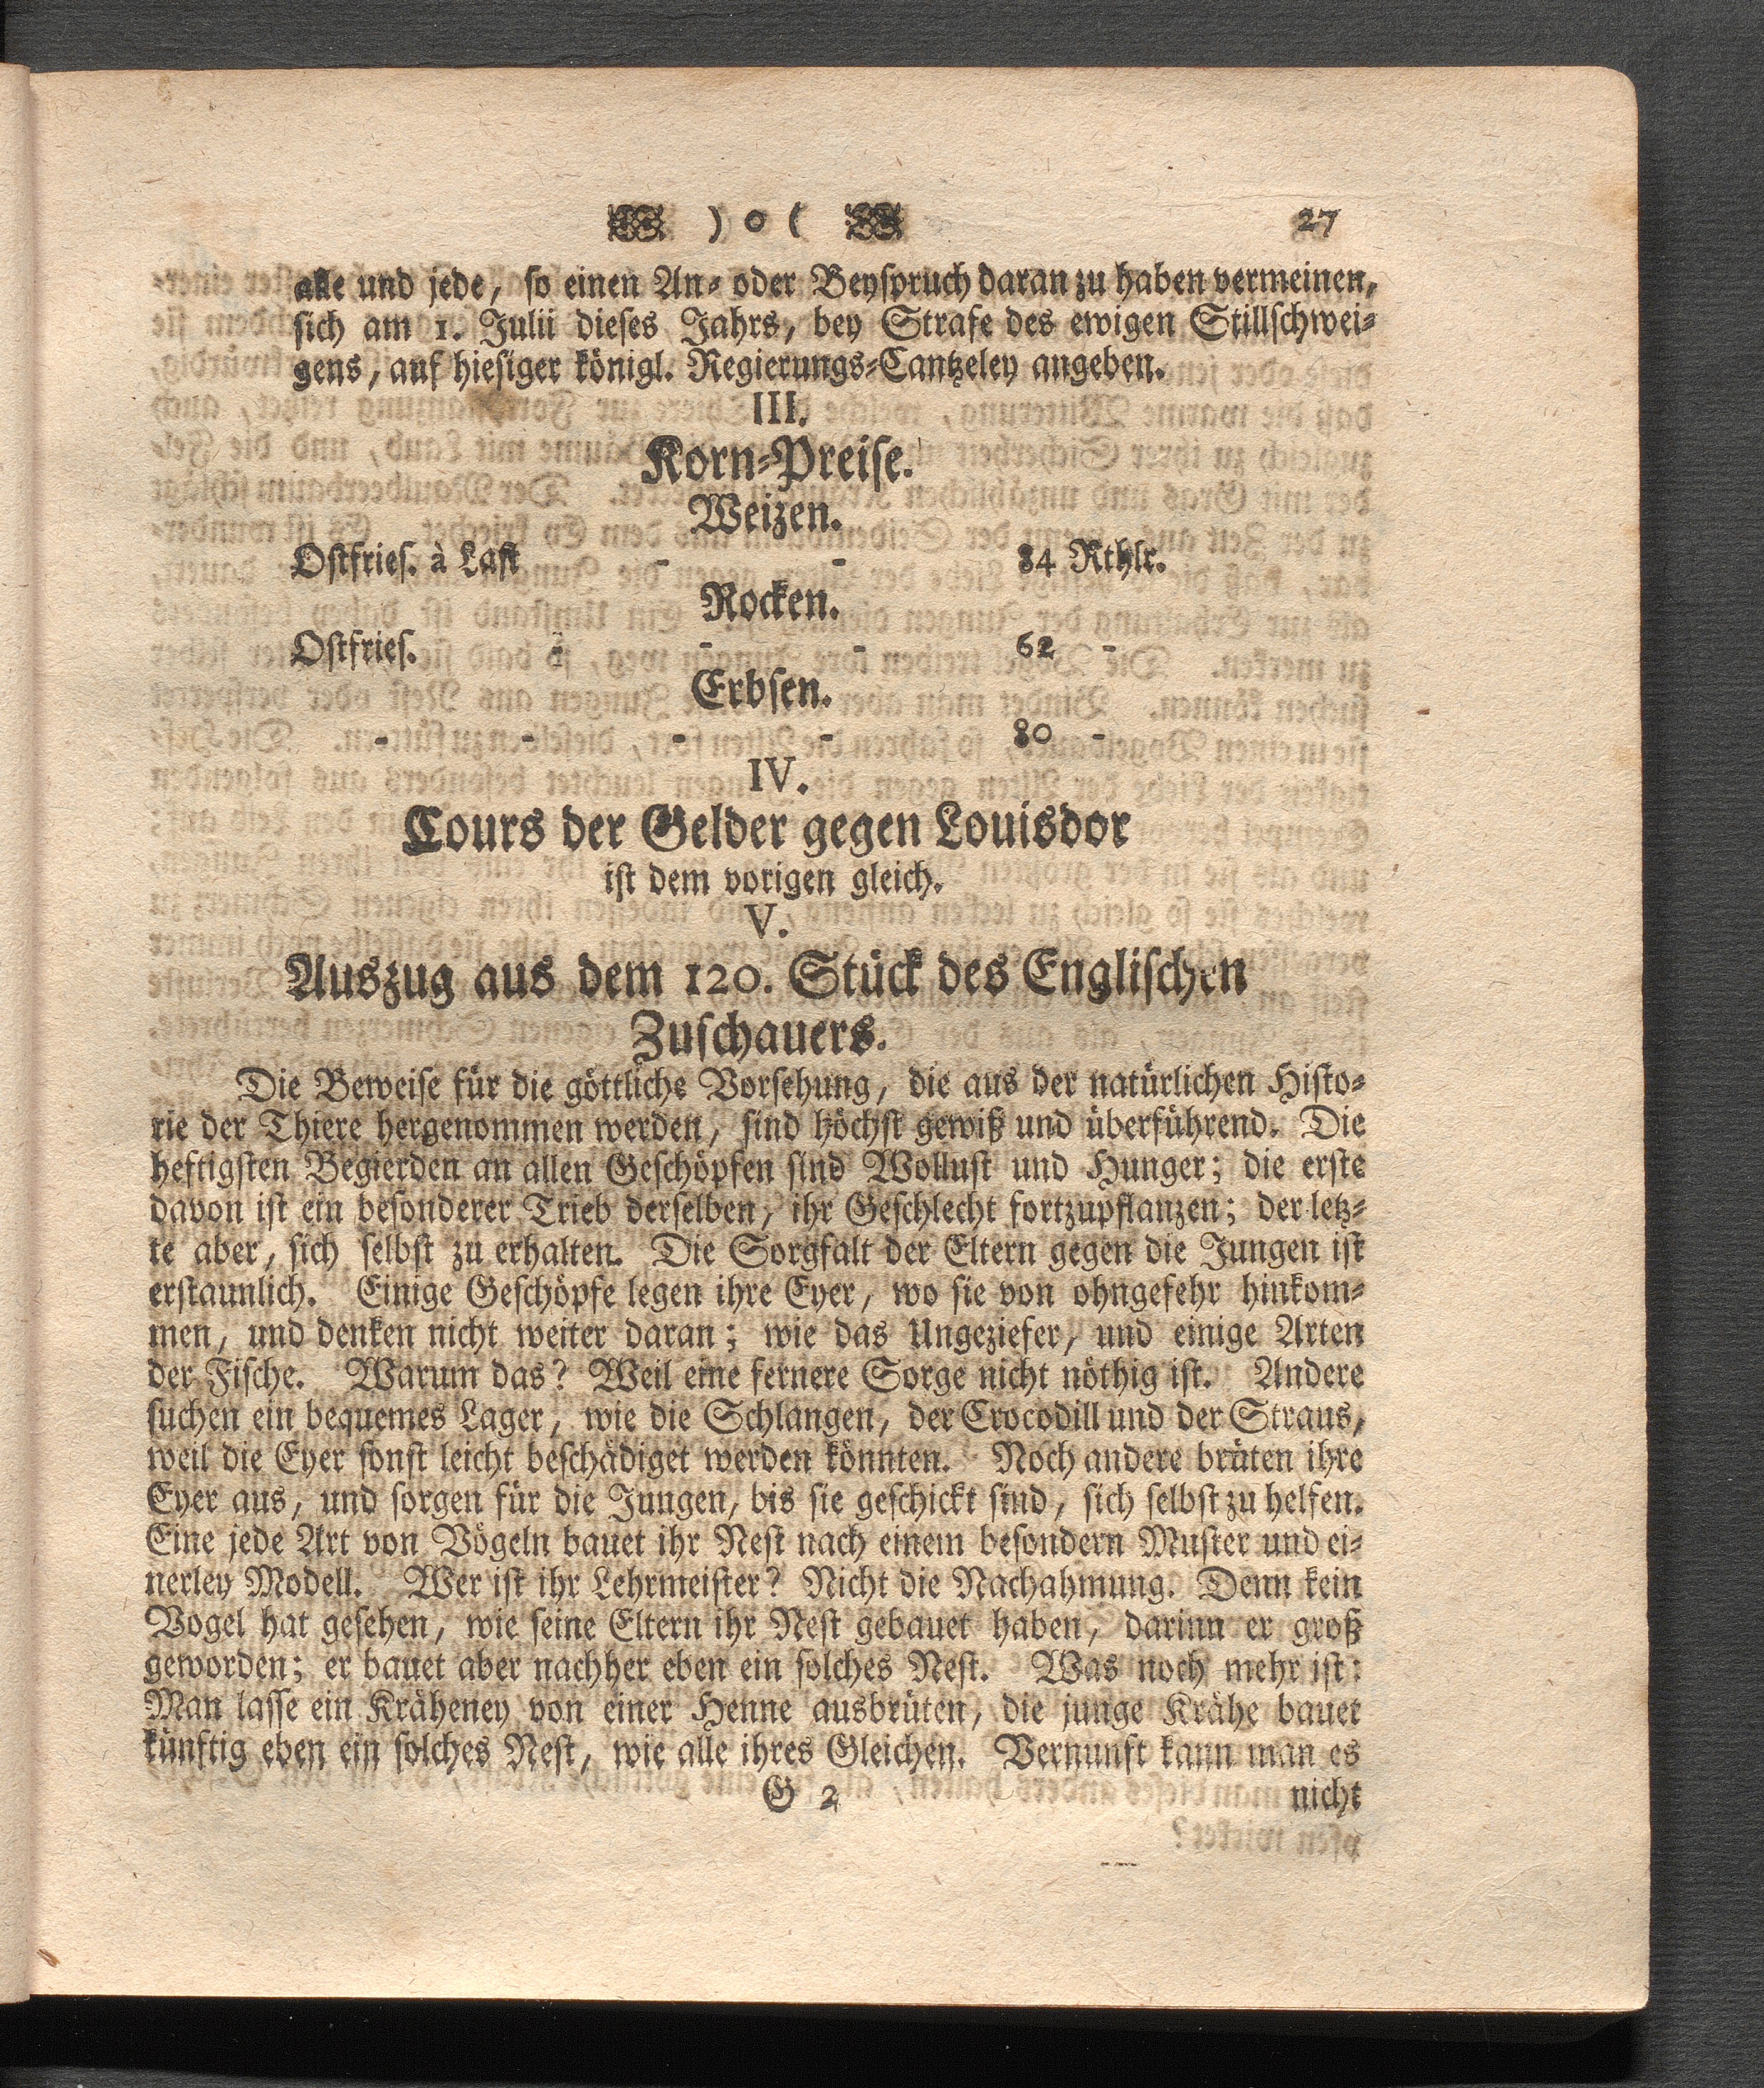 ) o ( 27
alle und jede, so einen An- oder Beyspruch daran zu haben vermeinen,
sich am 1. Julii dieses Jahrs, bey Strafe des ewigen Stillschwei-
gens, auf hiesiger königl. Regierungs-Cantzeley angeben.
III.
Korn-Preise.
Weizen.
Ostfries. à Last - - 84 Rthlr.
Rocken.
Ostfries. - - - 62 -
Erbsen.
- - - - 80 -
IV.
Cours der Gelder gegen Louisdor
ist dem vorigen gleich.
V.
Auszug aus dem 120. Stück des Englischen
Zuschauers.
Die Beweise für die göttliche Vorsehung, die aus der natürlichen Histo-
rie der Thiere hergenommen werden, sind höchst gewiß und überführend. Die
heftigsten Begierden an allen Geschöpfen sind Wollust und Hunger; die erste
davon ist ein besonderer Trieb derselben, ihr Geschlecht fortzupflanzen; der letz-
te aber, sich selbst zu erhalten. Die Sorgfalt der Eltern gegen die Jungen ist
erstaunlich. Einige Geschöpfe legen ihre Eyer, wo sie von ohngefehr hinkom-
men, und denken nicht weiter daran; wie das Ungeziefer, und einige Arten
der Fische. Warum das? Weil eine fernere Sorge nicht nöthig ist. Andere
suchen ein bequemes Lager, wie die Schlangen, der Crocodill und der Straus,
weil die Eyer sonst leicht beschädiget werden könnten. Noch andere brüten ihre
Eyer aus, und sorgen für die Jungen, bis sie geschickt sind, sich selbst zu helfen.
Eine jede Art von Vögeln bauet ihr Nest nach einem besondern Muster und ei-
nerley Modell. Wer ist ihr Lehrmeister? Nicht die Nachahmung. Denn kein
Vogel hat gesehen, wie seine Eltern ihr Nest gebauet haben, darinn er groß
geworden; er bauet aber nachher eben ein solches Nest. Was noch mehr ist:
Man lasse ein Kräheney von einer Henne ausbrüten, die junge Krähe bauet
künftig eben ein solches Nest, wie alle ihres Gleichen. Vernunft kann man es
G 2 nicht